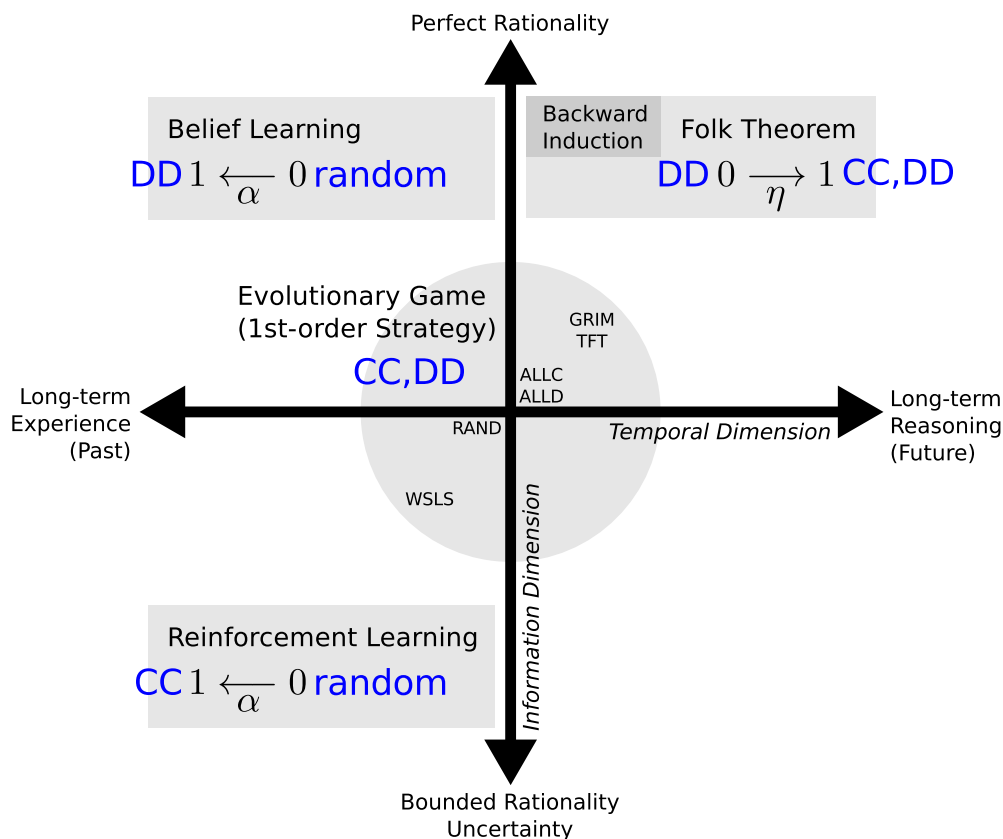 Perfect Rationality
Belief Learning
DD 1 ⟵ 0 random
α
Backward
Induction
Folk Theorem
DD 0 ⟶ 1 CC,DD
η
Evolutionary Game
(1st-order Strategy)
CC,DD
GRIM
TFT
ALLC
ALLD
Long-term
Experience
(Past)
RAND
Temporal Dimension
Long-term
Reasoning
(Future)
WSLS
Information Dimension
Reinforcement Learning
CC 1 ⟵ 0 random
α
Bounded Rationality
Uncertainty